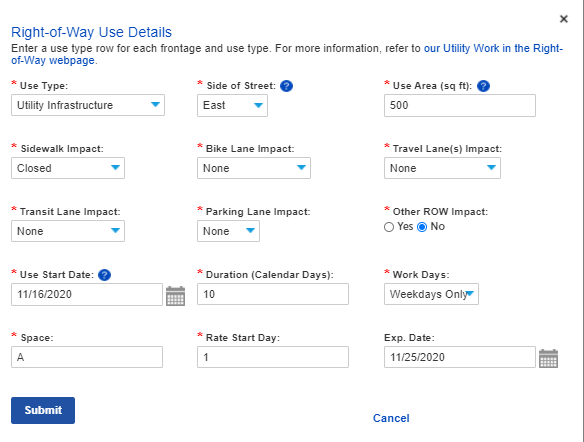 ×
Right-of-Way Use Details
Enter a use type row for each frontage and use type. For more information, refer to our Utility Work in the Right-
of-Way webpage.
* Use Type:
* Side of Street: ?
* Use Area (sq ft): ?
Utility Infrastructure
East
500
* Sidewalk Impact:
* Bike Lane Impact:
* Travel Lane(s) Impact:
Closed
None
None
* Transit Lane Impact:
* Parking Lane Impact:
* Other ROW Impact:
None
None
Yes No
* Use Start Date: ?
* Duration (Calendar Days):
* Work Days:
11/16/2020
10
Weekdays Only
* Space:
* Rate Start Day:
Exp. Date:
A
1
11/25/2020
Submit
Cancel